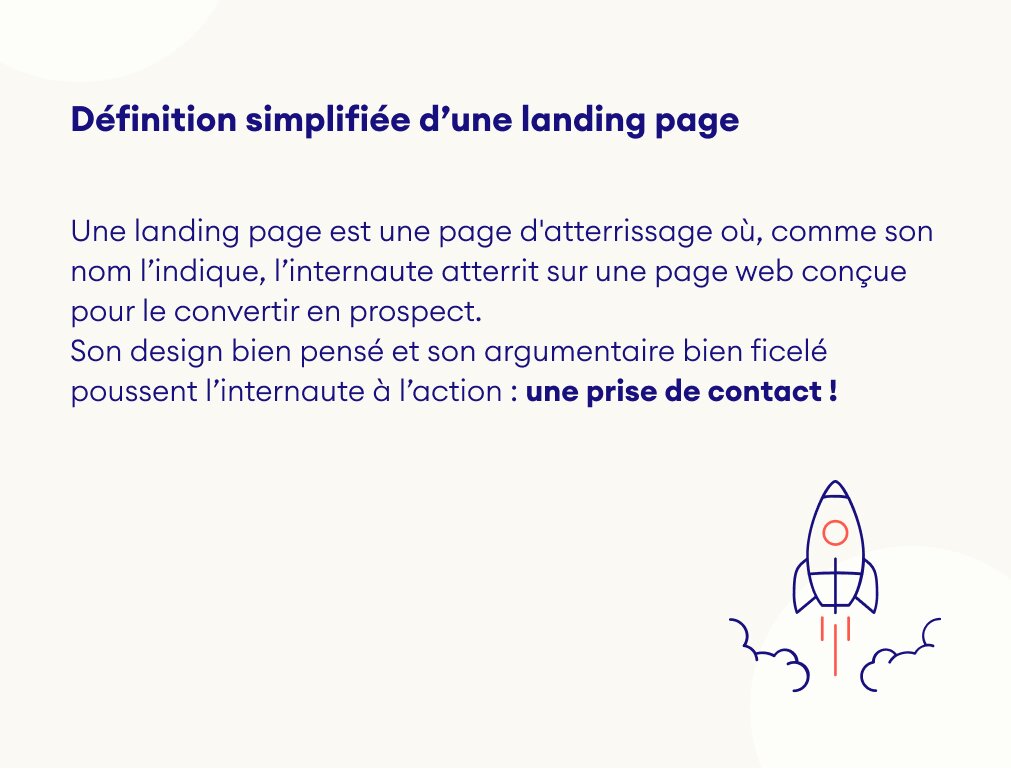 Définition simplifiée d’une landing page
Une landing page est une page d'atterrissage où, comme son
nom l’indique, l’internaute atterrit sur une page web conçue
pour le convertir en prospect.
Son design bien pensé et son argumentaire bien ficelé
poussent l’internaute à l’action : une prise de contact !